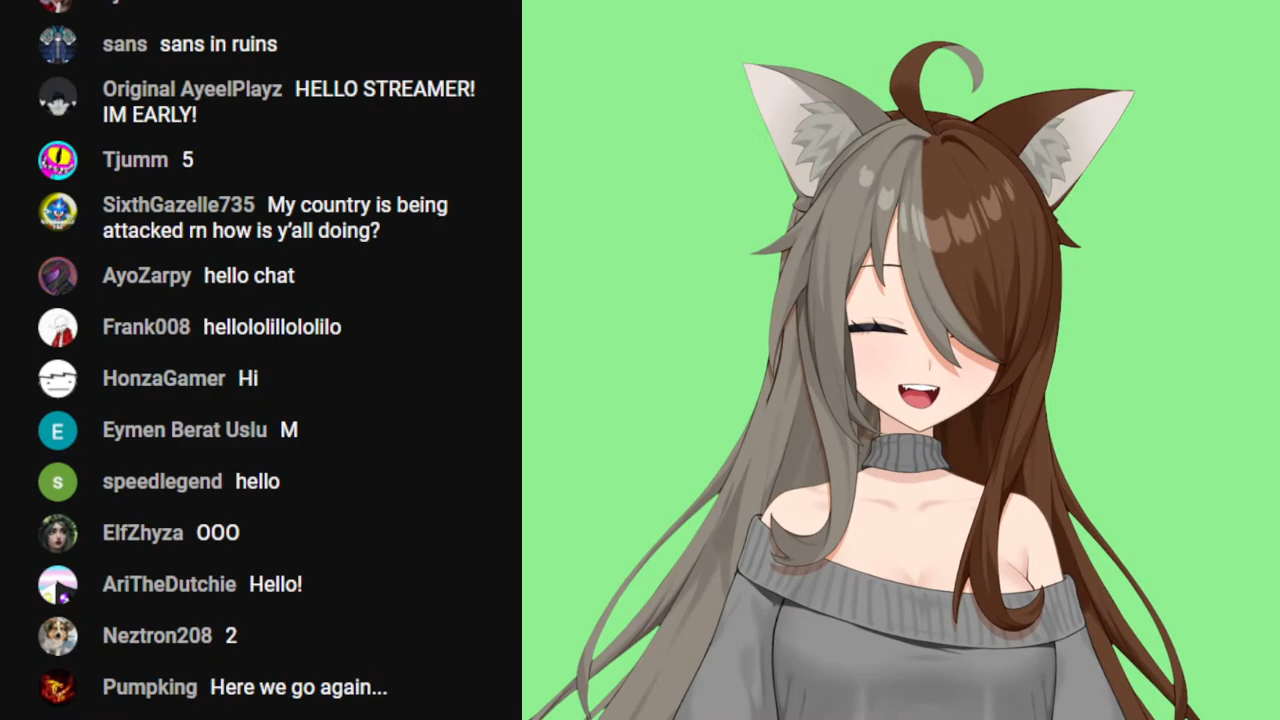 sans sans in ruins
Original AyeelPlayz HELLO STREAMER!
IM EARLY!
Tjumm 5
SixthGazelle735 My country is being
attacked rn how is y'all doing?
AyoZarpy hello chat
Frank008 hellololillololilo
HonzaGamer Hi
E Eymen Berat Uslu M
s speedlegend hello
ElfZhyza OOO
AriTheDutchie Hello!
Neztron208 2
Pumpking Here we go again...